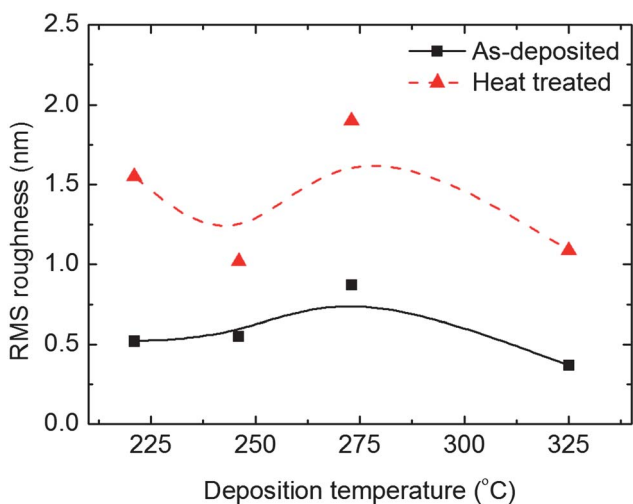 2.5
As-deposited
Heat treated
2.0
1.5
1.0
0.5
0.0
RMS roughness (nm)
225 250 275 300 325
Deposition temperature (°C)